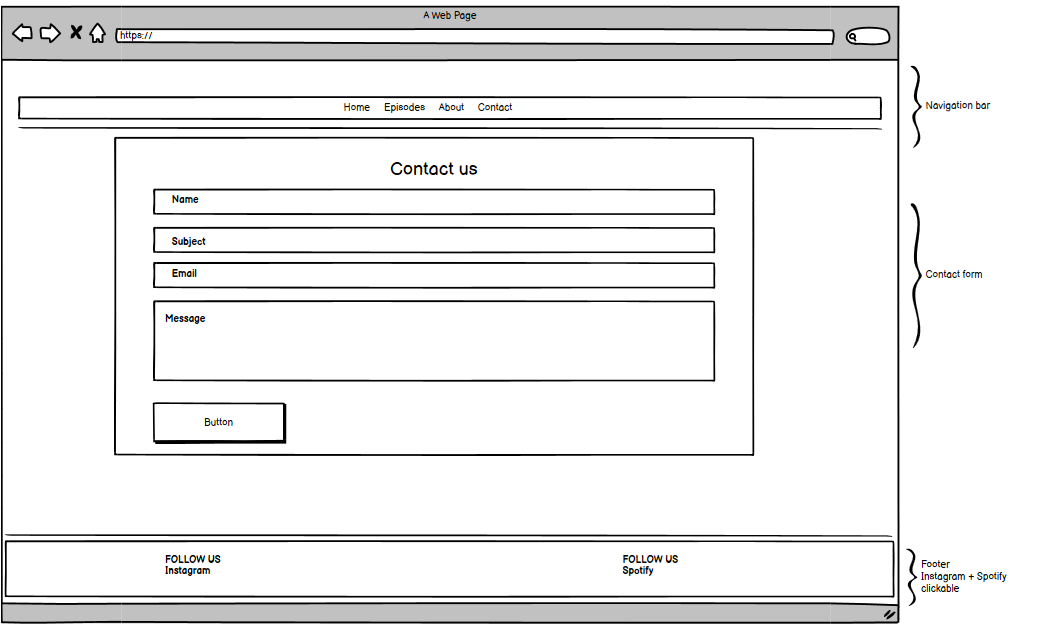 A Web Page
https://
Home Episodes About Contact
Navigation bar
Contact us
Name
Subject
Email
Message
Button
Contact form
FOLLOW US
Instagram
FOLLOW US
Spotify
Footer
Instagram + Spotify
clickable